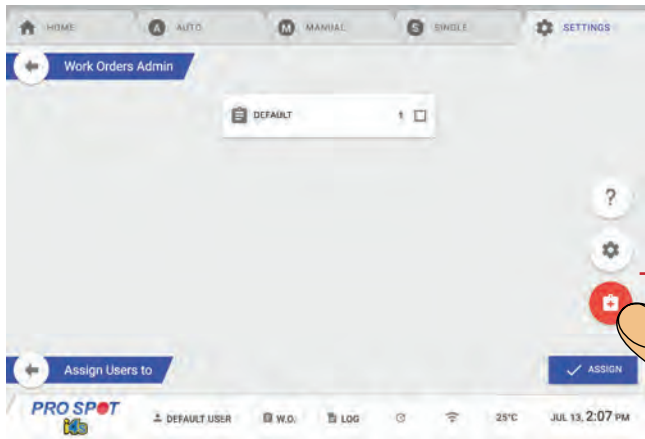 HOME A AUTO M MANUAL S SINGLE SETTINGS
Work Orders Admin
DEFAULT 1
?
Assign Users to
ASSIGN
PRO SPOT
i4s
DEFAULT USER W.O. LOG 25°C JUL 13, 2:07 PM